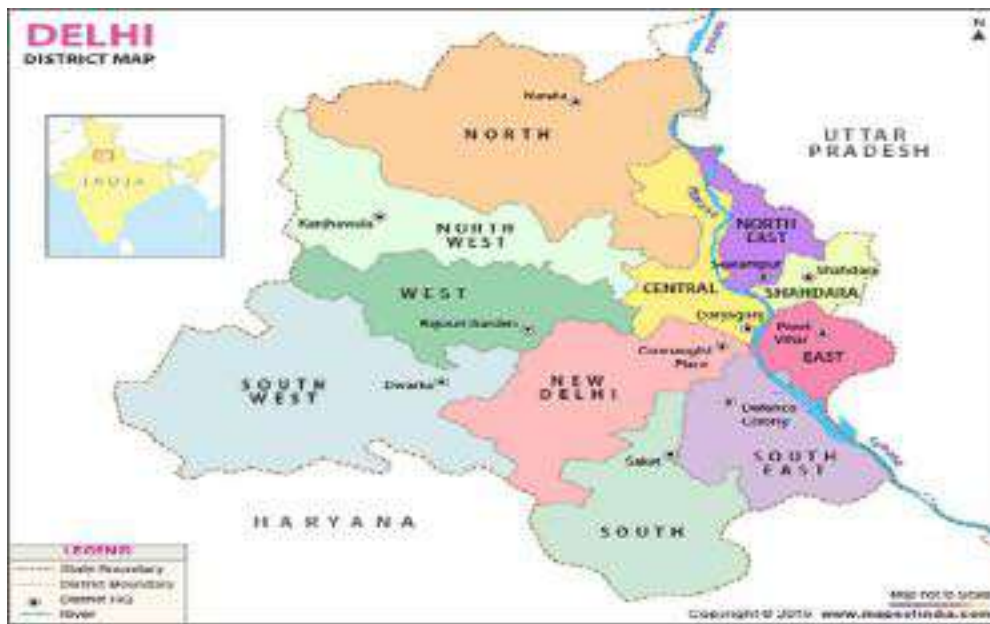 DELHI
DISTRICT MAP
N
INDIA
Narela
NORTH
UTTAR
PRADESH
Kanjhawala
NORTH
WEST
NORTH
EAST
Shahdara
SHAHDARA
WEST
CENTRAL
Daryaganj
Rajouri Garden
Connaught
Place
Preet
Vihar
EAST
SOUTH
WEST
Dwarka
NEW
DELHI
Defence
Colony
Saket
SOUTH
EAST
HARYANA
SOUTH
LEGEND
State Boundary
District Boundary
District HQ
River
Map not to Scale
Copyright © 2015 www.mapsofindia.com